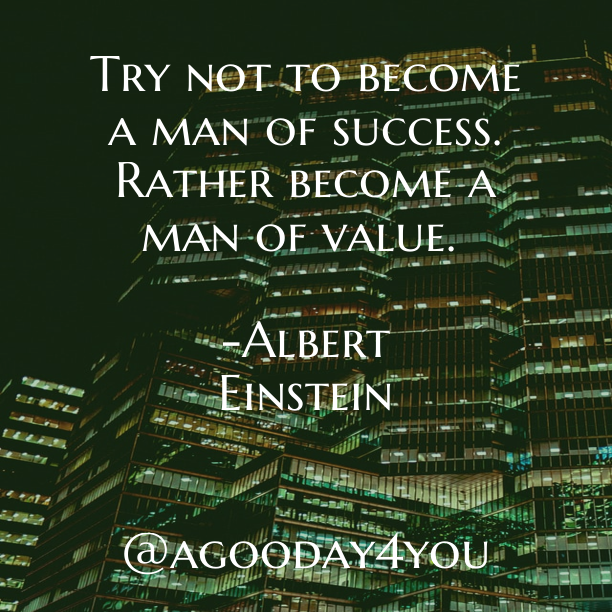 Try not to become
a man of success.
Rather become a
man of value.
-Albert
Einstein
@agooday4you